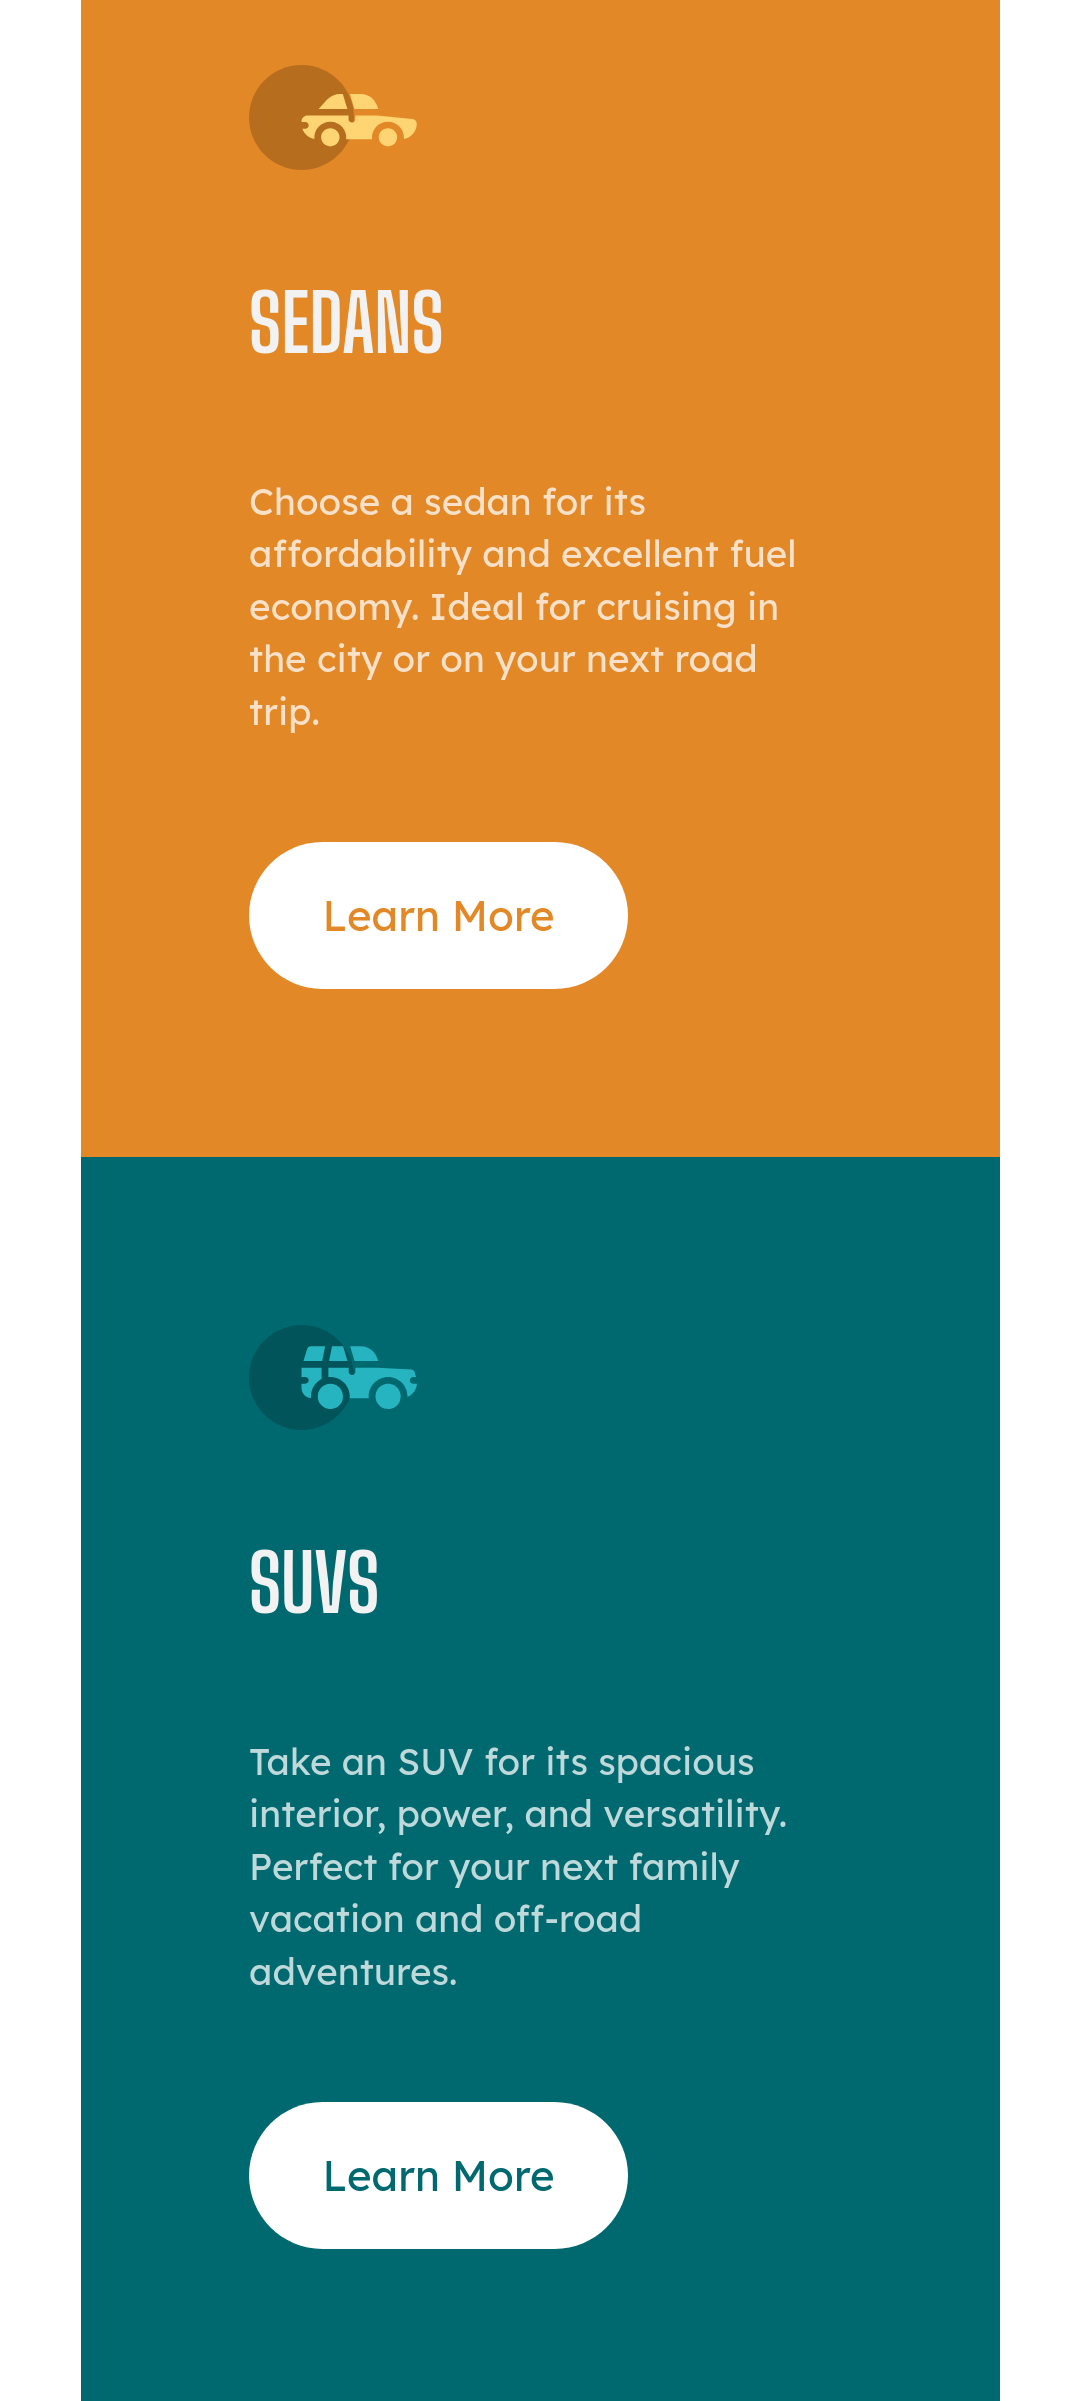 SEDANS
Choose a sedan for its
affordability and excellent fuel
economy. Ideal for cruising in
the city or on your next road
trip.
Learn More
SUVS
Take an SUV for its spacious
interior, power, and versatility.
Perfect for your next family
vacation and off-road
adventures.
Learn More